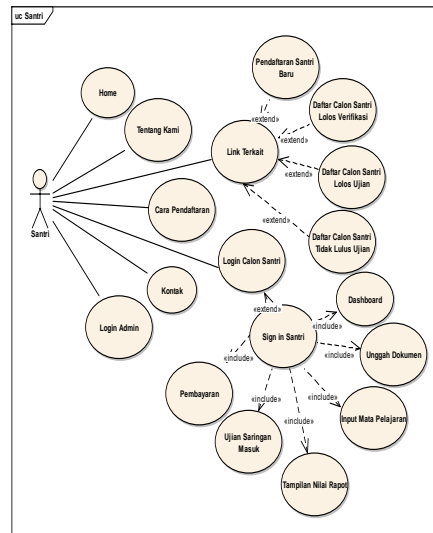 uc Santri
Pendaftaran Santri
Baru
Home
Daftar Calon Santri
Lolos Verifikasi
«extend»
Tentang Kami
«extend»
Link Terkait
Daftar Calon Santri
Lolos Ujian
«extend»
Cara Pendaftaran
«extend»
Santri
Daftar Calon Santri
Tidak Lulus Ujian
Login Calon Santri
Kontak
Dashboard
«extend»
Login Admin
Sign in Santri
«include»
Unggah Dokumen
«include»
«include»
Pembayaran
«include»
Input Mata Pelajaran
«include»
«include»
Ujian Saringan
Masuk
Tampilan Nilai Rapot